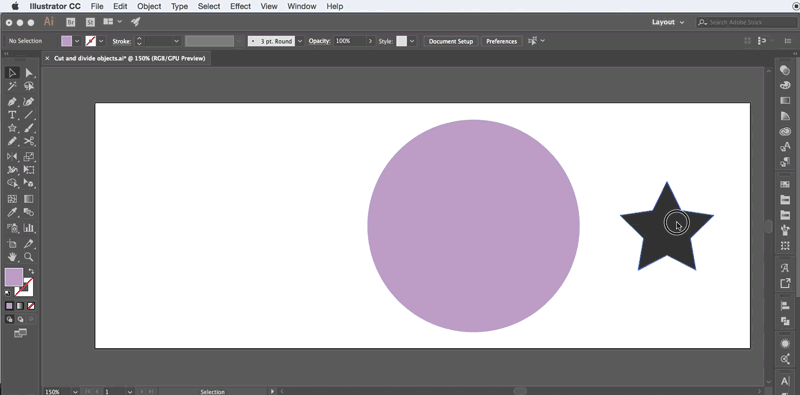 Illustrator CC File Edit Object Type Select Effect View Window Help
Ai Br St Layout Search Adobe Stock
No Selection Stroke: 3 pt. Round Opacity: 100% Style: Document Setup Preferences
× Cut and divide objects.ai* @ 150% (RGB/GPU Preview)
150% 1 Selection